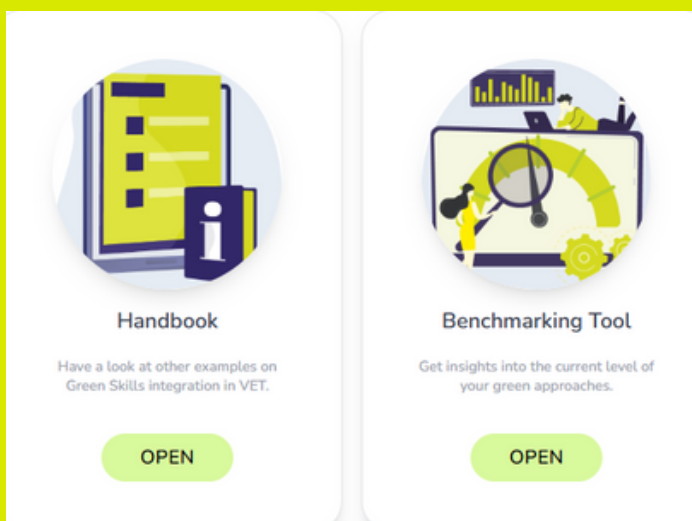 i
Handbook
Have a look at other examples on
Green Skills integration in VET.
OPEN
Benchmarking Tool
Get insights into the current level of
your green approaches.
OPEN